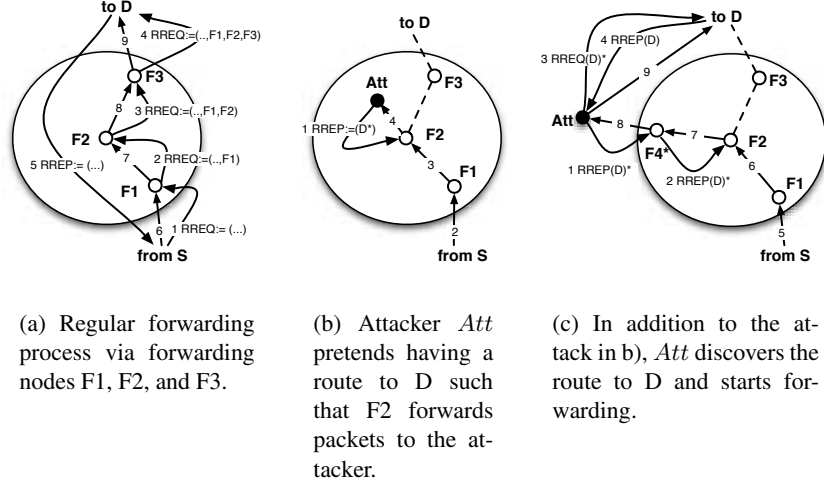 to D
4 RREQ:=(..,F1,F2,F3)
9
F3
8
3 RREQ:=(..,F1,F2)
F2
7
2 RREQ:=(..,F1)
5 RREP:= (...)
F1
6
1 RREQ:= (...)
from S
(a) Regular forwarding
process via forwarding
nodes F1, F2, and F3.
to D
F3
Att
4
1 RREP:=(D*)
F2
3
F1
2
from S
(b) Attacker Att
pretends having a
route to D such
that F2 forwards
packets to the at-
tacker.
to D
4 RREP(D)
3 RREQ(D)*
9
F3
Att
8
7
F2
F4*
1 RREP(D)*
2 RREP(D)*
6
F1
5
from S
(c) In addition to the at-
tack in b), Att discovers the
route to D and starts for-
warding.